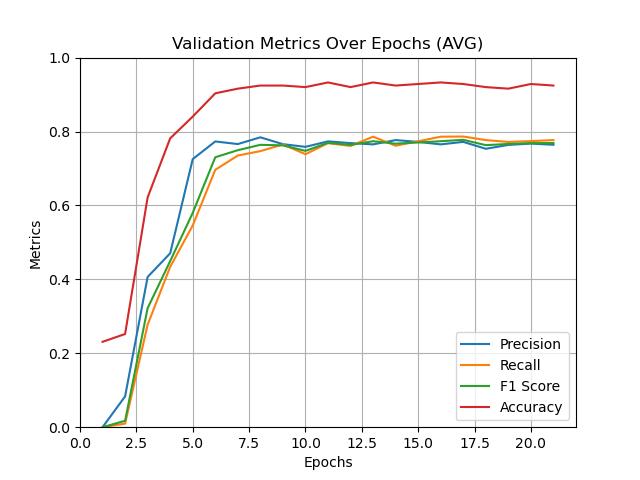 Validation Metrics Over Epochs (AVG)
1.0
0.8
0.6
0.4
0.2
0.0
Metrics
0.0 2.5 5.0 7.5 10.0 12.5 15.0 17.5 20.0
Epochs
Precision
Recall
F1 Score
Accuracy